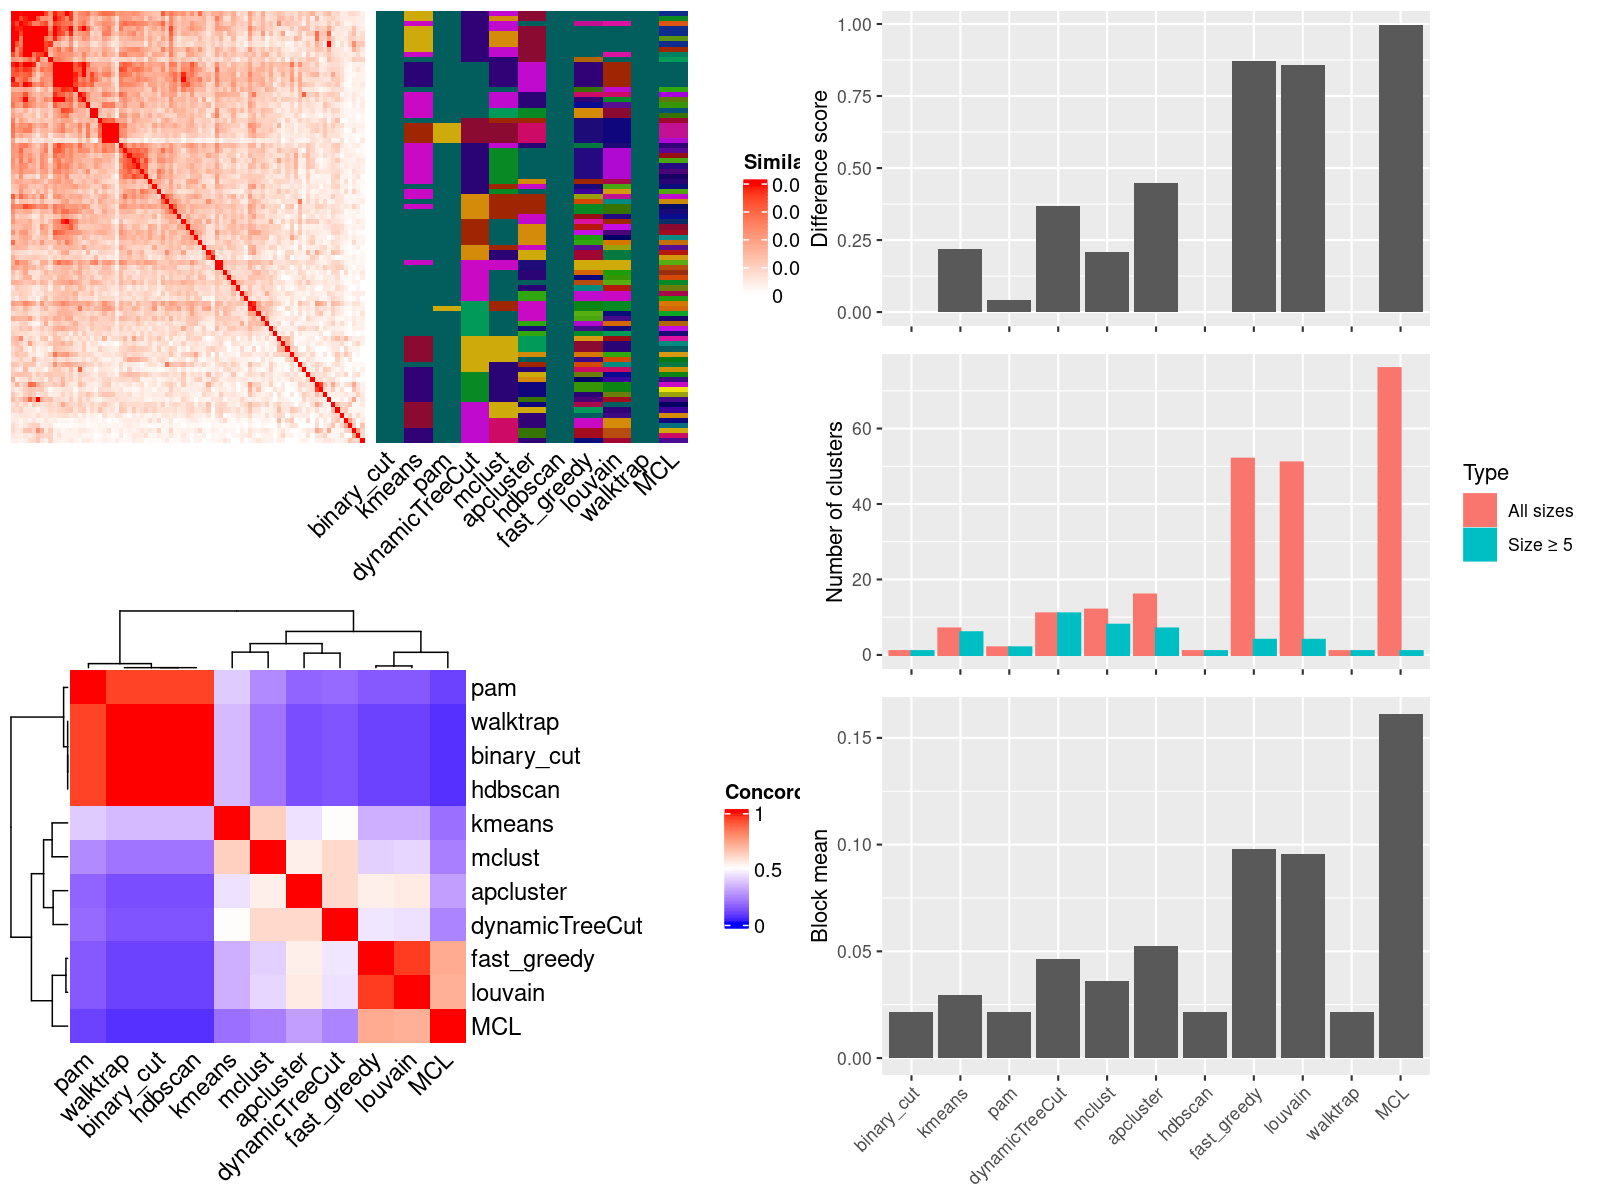 Simila
0.0
0.0
0.0
0.0
0
binary_cut
kmeans
pam
dynamicTreeCut
mclust
apcluster
hdbscan
fast_greedy
louvain
walktrap
MCL
pam
walktrap
binary_cut
hdbscan
kmeans
mclust
apcluster
dynamicTreeCut
fast_greedy
louvain
MCL
pam
walktrap
binary_cut
hdbscan
kmeans
mclust
apcluster
dynamicTreeCut
fast_greedy
louvain
MCL
Concord
1
0.5
0
Difference score
1.00
0.75
0.50
0.25
0.00
Number of clusters
60
40
20
0
Type
All sizes
Size ≥ 5
Block mean
0.15
0.10
0.05
0.00
binary_cut
kmeans
pam
dynamicTreeCut
mclust
apcluster
hdbscan
fast_greedy
louvain
walktrap
MCL